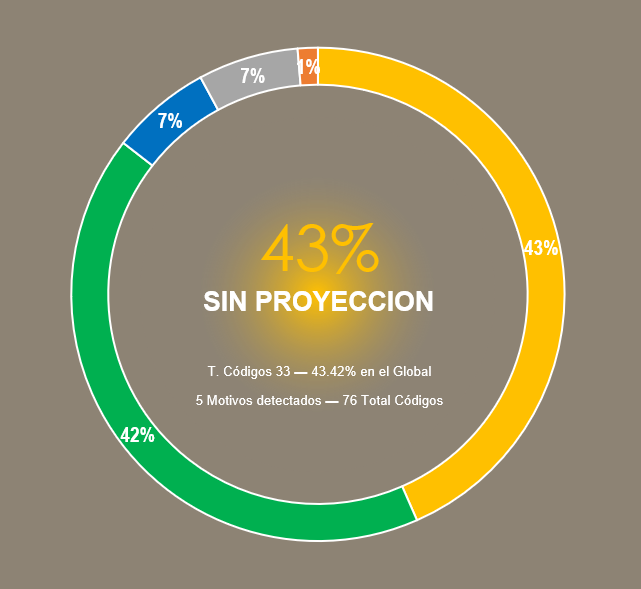 1%
7%
7%
43%
43%
SIN PROYECCION
T. Códigos 33 — 43.42% en el Global
5 Motivos detectados — 76 Total Códigos
42%